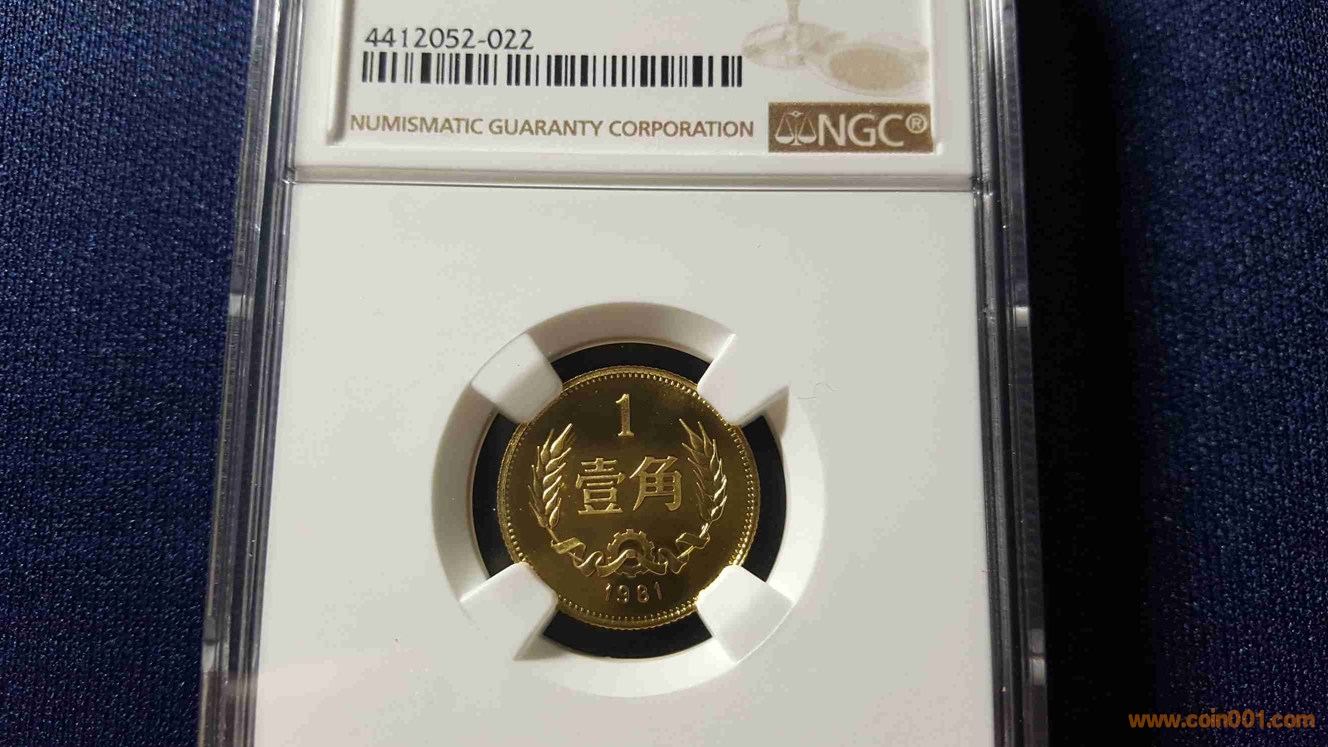 4412052-022
NUMISMATIC GUARANTY CORPORATION
NGC®
1
壹角
1981
www.coin001.com